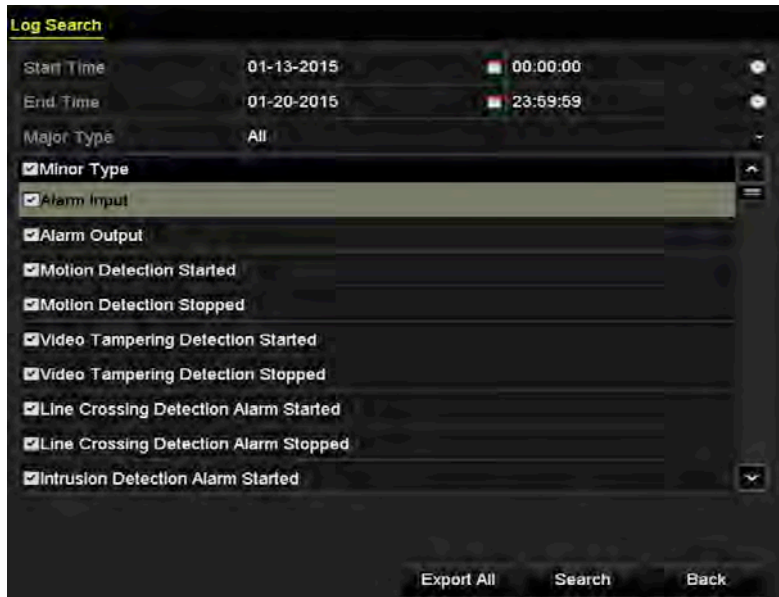 Log Search
Start Time 01-13-2015 00:00:00
End Time 01-20-2015 23:59:59
Major Type All
Minor Type
Alarm Input
Alarm Output
Motion Detection Started
Motion Detection Stopped
Video Tampering Detection Started
Video Tampering Detection Stopped
Line Crossing Detection Alarm Started
Line Crossing Detection Alarm Stopped
Intrusion Detection Alarm Started
Export All Search Back